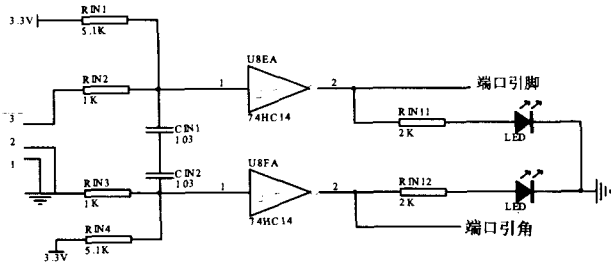 RIN1
3.3V
5.1K
U8EA
RIN2
1
2
端口引脚
3
1K
74HC14
RIN11
CIN1
103
2K
LED
2
1
CIN2
103
U8FA
RIN3
1
2
RIN12
1K
74HC14
2K
LED
RIN4
端口引角
3.3V
5.1K